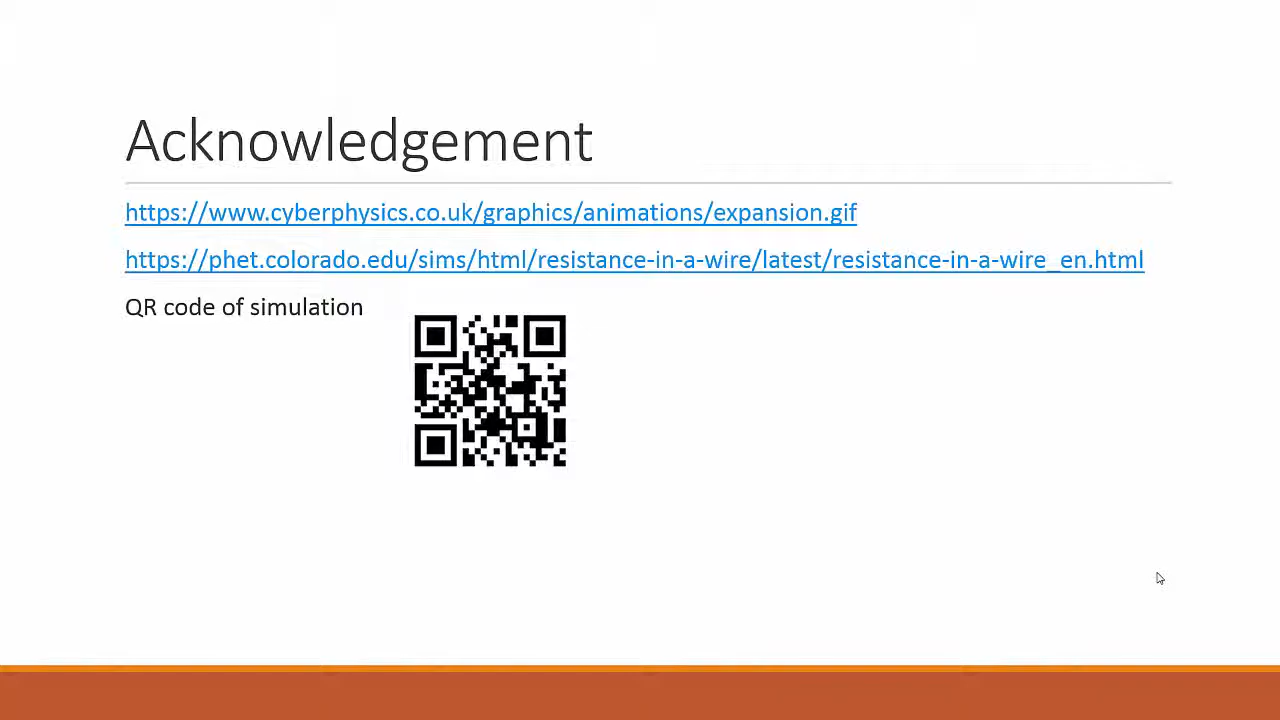 Acknowledgement
https://www.cyberphysics.co.uk/graphics/animations/expansion.gif
https://phet.colorado.edu/sims/html/resistance-in-a-wire/latest/resistance-in-a-wire_en.html
QR code of simulation